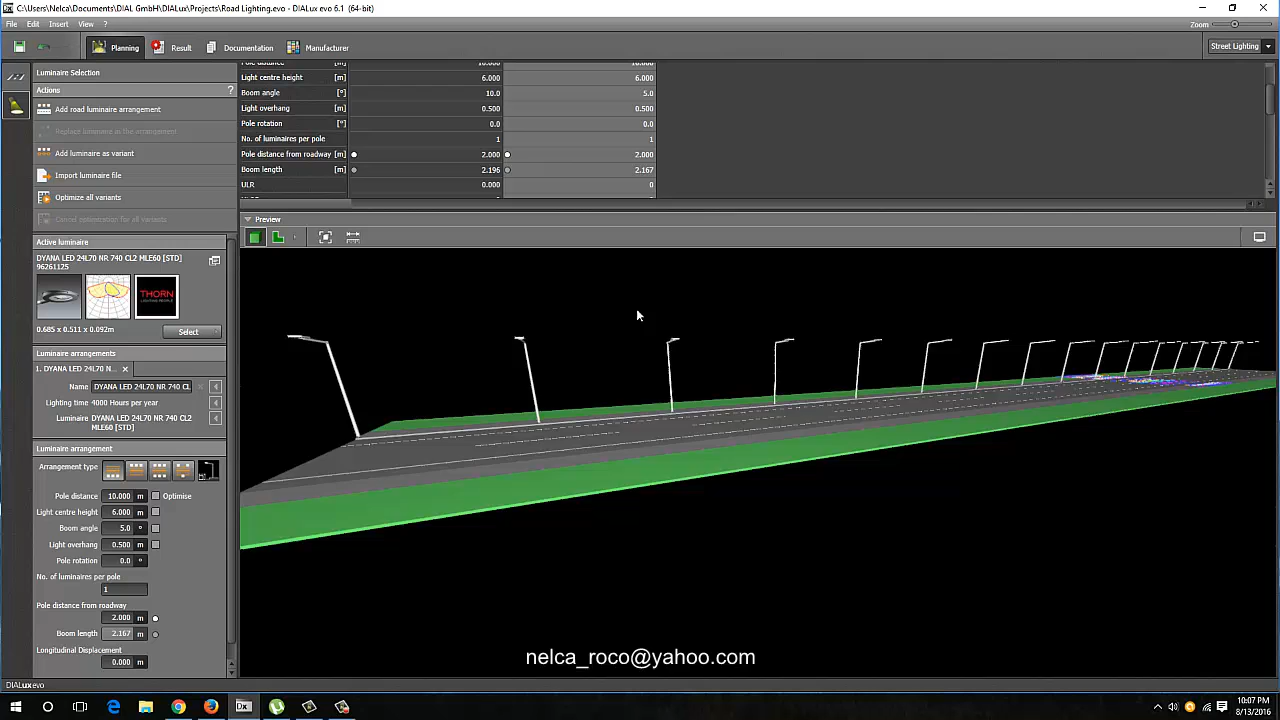 C:\Users\Nelca\Documents\DIAL GmbH\DIALux\Projects\Road Lighting.evo - DIALux evo 6.1 (64-bit)
File Edit Insert View ? Zoom
Planning Result Documentation Manufacturer Street Lighting
Luminaire Selection
Actions ?
Add road luminaire arrangement
Replace luminaire in the arrangement
Add luminaire as variant
Import luminaire file
Optimize all variants
Cancel optimization for all variants
Active luminaire
DYANA LED 24L70 NR 740 CL2 MLE60 [STD]
96261125
THORN
LIGHTING PEOPLE
0.685 x 0.511 x 0.092m
Select
Luminaire arrangements
1. DYANA LED 24L70 N...
Name DYANA LED 24L70 NR 740 CL
Lighting time 4000 Hours per year
Luminaire DYANA LED 24L70 NR 740 CL2
MLE60 [STD]
Luminaire arrangement
Arrangement type
Pole distance 10.000 m Optimise
Light centre height 6.000 m
Boom angle 5.0 °
Light overhang 0.500 m
Pole rotation 0.0 °
No. of luminaires per pole
1
Pole distance from roadway
2.000 m
Boom length 2.167 m
Longitudinal Displacement
0.000 m
Pole distance [m] 10.000 10.000
Light centre height [m] 6.000 6.000
Boom angle [°] 10.0 5.0
Light overhang [m] 0.500 0.500
Pole rotation [°] 0.0 0.0
No. of luminaires per pole 1 1
Pole distance from roadway [m] 2.000 2.000
Boom length [m] 2.196 2.167
ULR 0.000 0
Preview
nelca_roco@yahoo.com
DIALux evo
Dx
10:07 PM
8/13/2016